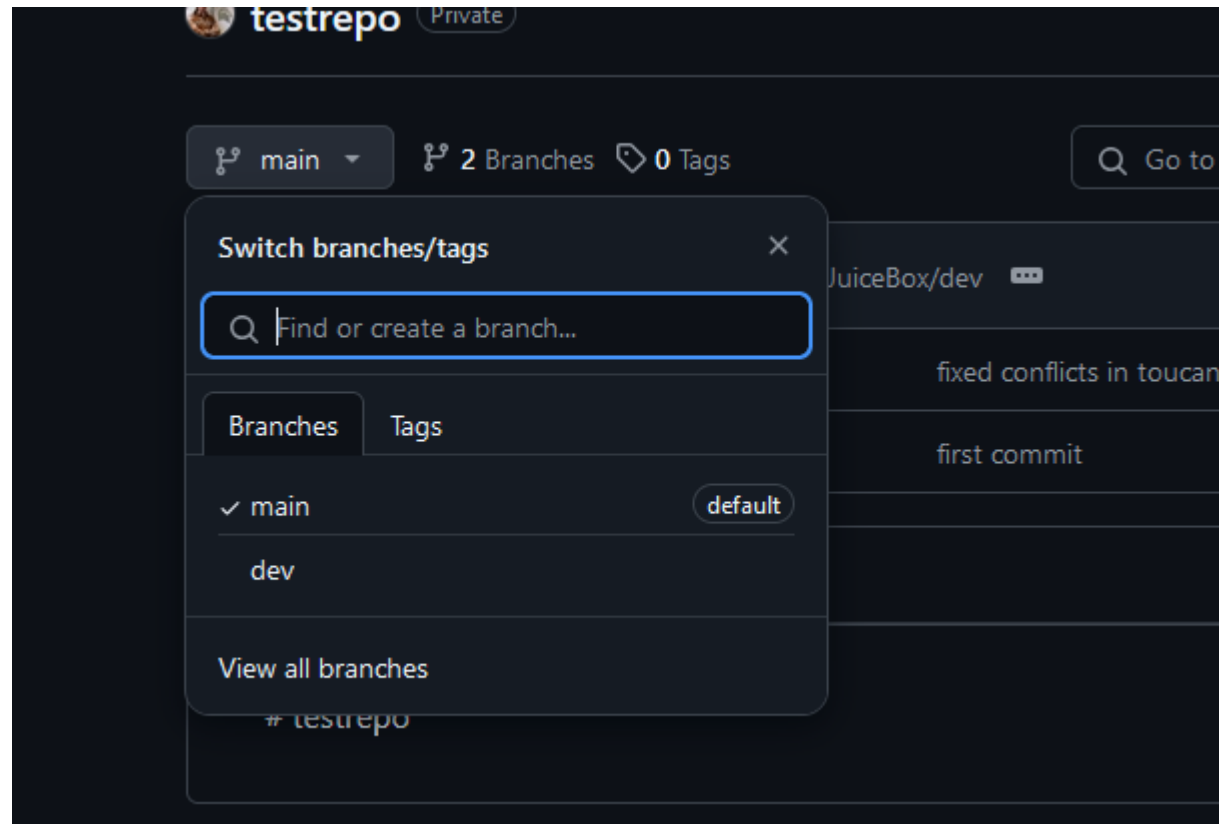 testrepo Private
main 2 Branches 0 Tags Go to
Switch branches/tags
JuiceBox/dev
Find or create a branch...
fixed conflicts in toucan
Branches Tags
first commit
main default
dev
View all branches
# testrepo